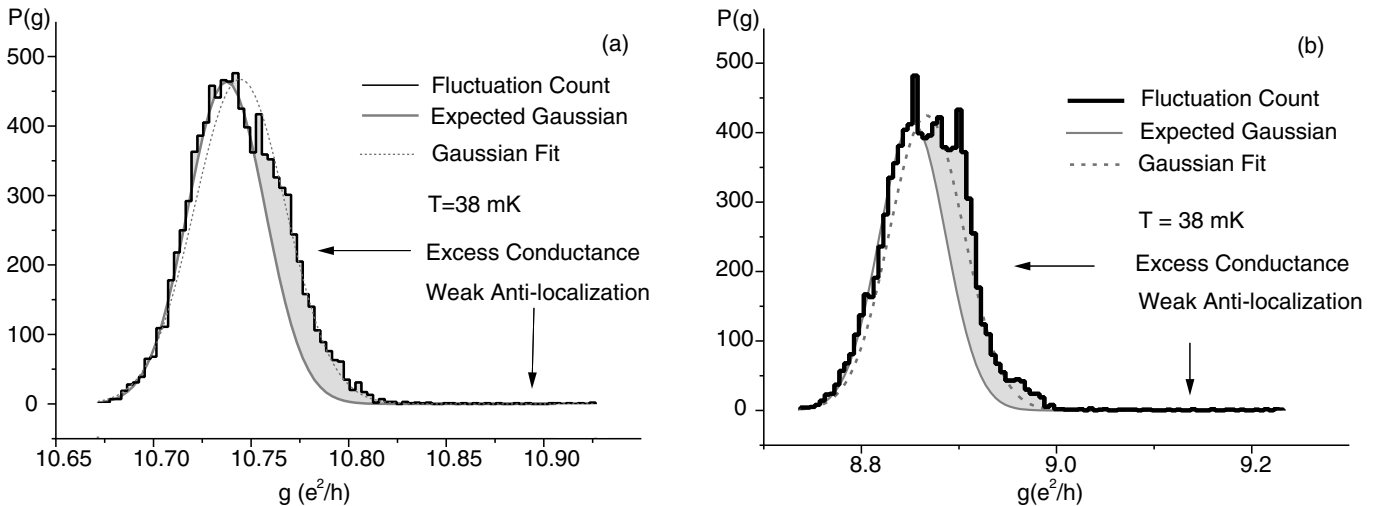 P(g)
(a)
500
400
300
200
100
0
Fluctuation Count
Expected Gaussian
Gaussian Fit
T=38 mK
Excess Conductance
Weak Anti-localization
10.65 10.70 10.75 10.80 10.85 10.90
g (e²/h)
P(g)
(b)
500
400
300
200
100
0
Fluctuation Count
Expected Gaussian
Gaussian Fit
T = 38 mK
Excess Conductance
Weak Anti-localization
8.8 9.0 9.2
g(e²/h)